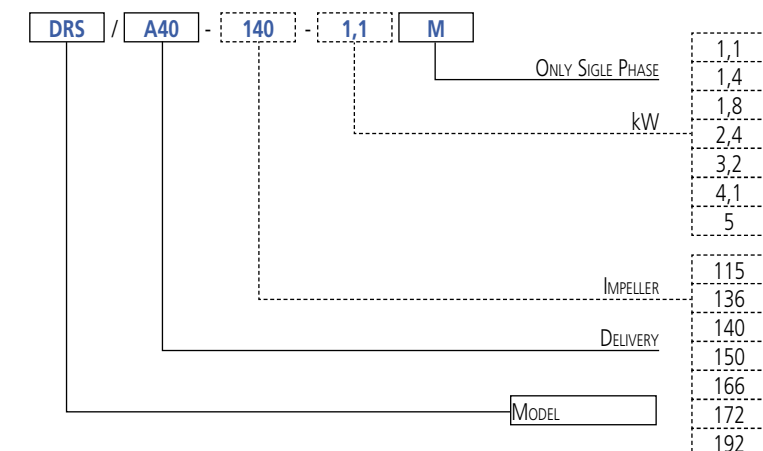 DRS / A40 - 140 - 1,1 M
ONLY SIGLE PHASE
kW
1,1
1,4
1,8
2,4
3,2
4,1
5
IMPELLER
115
136
140
150
166
172
192
DELIVERY
MODEL